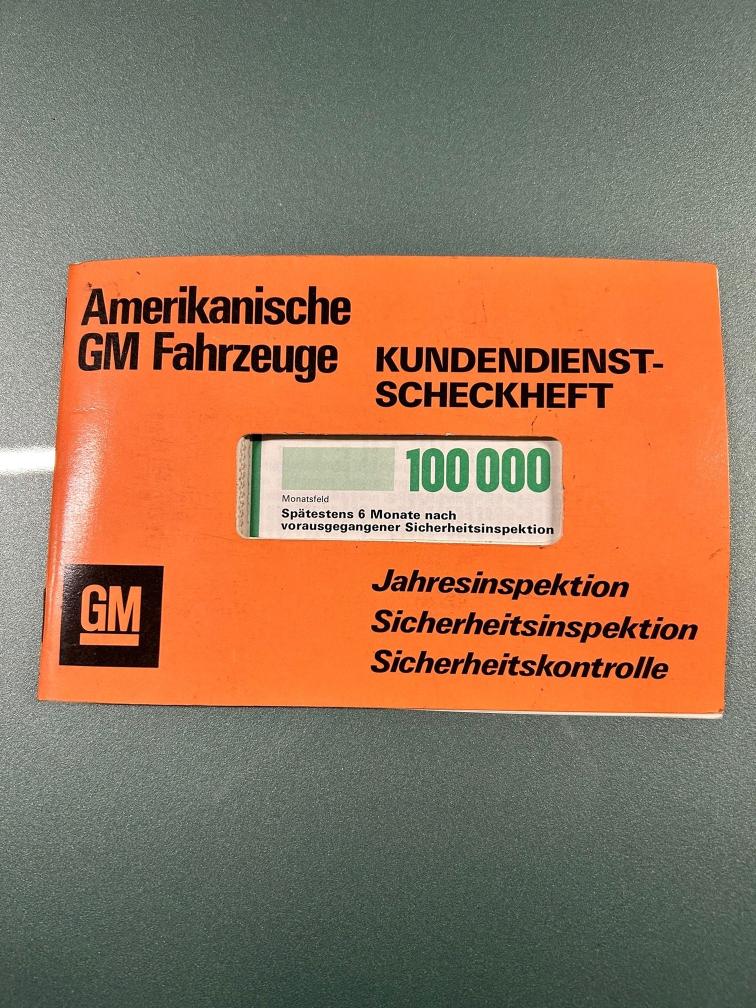 Amerikanische
GM Fahrzeuge
KUNDENDIENST-
SCHECKHEFT
100 000
Monatsfeld
Spätestens 6 Monate nach
vorausgegangener Sicherheitsinspektion
GM
Jahresinspektion
Sicherheitsinspektion
Sicherheitskontrolle